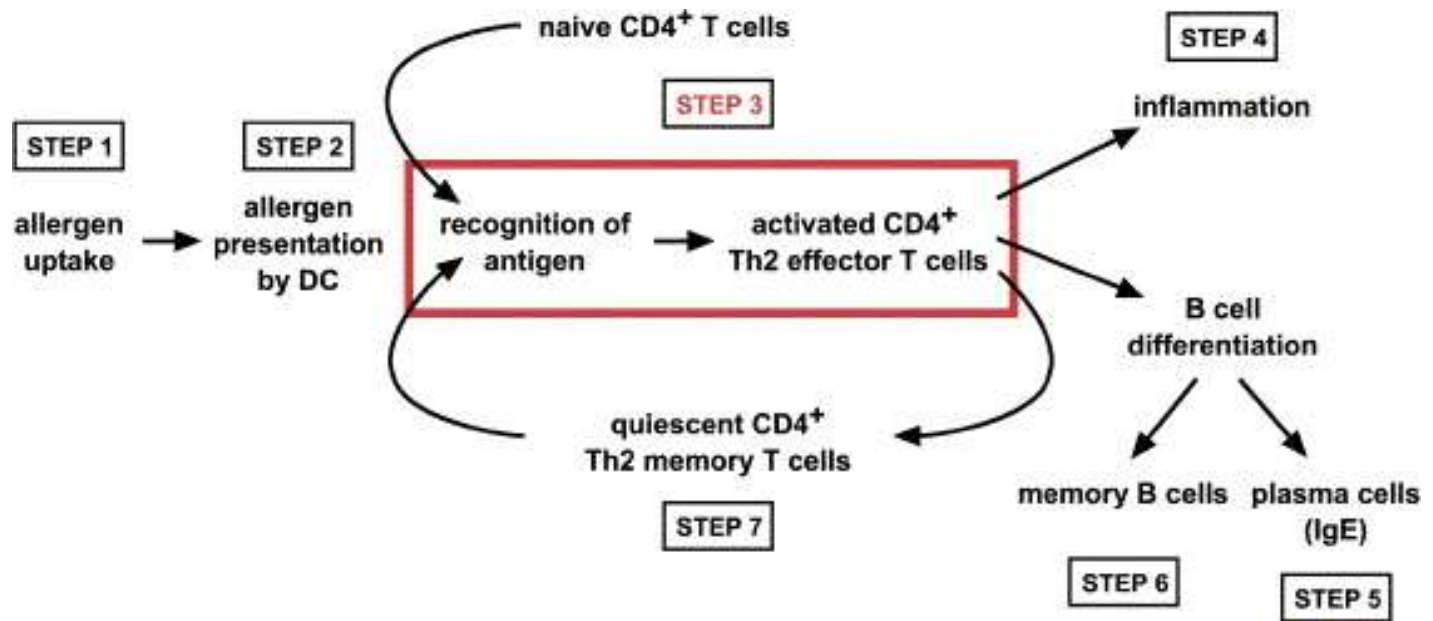 naive CD4+ T cells
STEP 4
STEP 3
inflammation
STEP 1
STEP 2
allergen
uptake
allergen
presentation
by DC
recognition of
antigen
activated CD4+
Th2 effector T cells
B cell
differentiation
quiescent CD4+
Th2 memory T cells
STEP 7
memory B cells
plasma cells
(IgE)
STEP 6
STEP 5